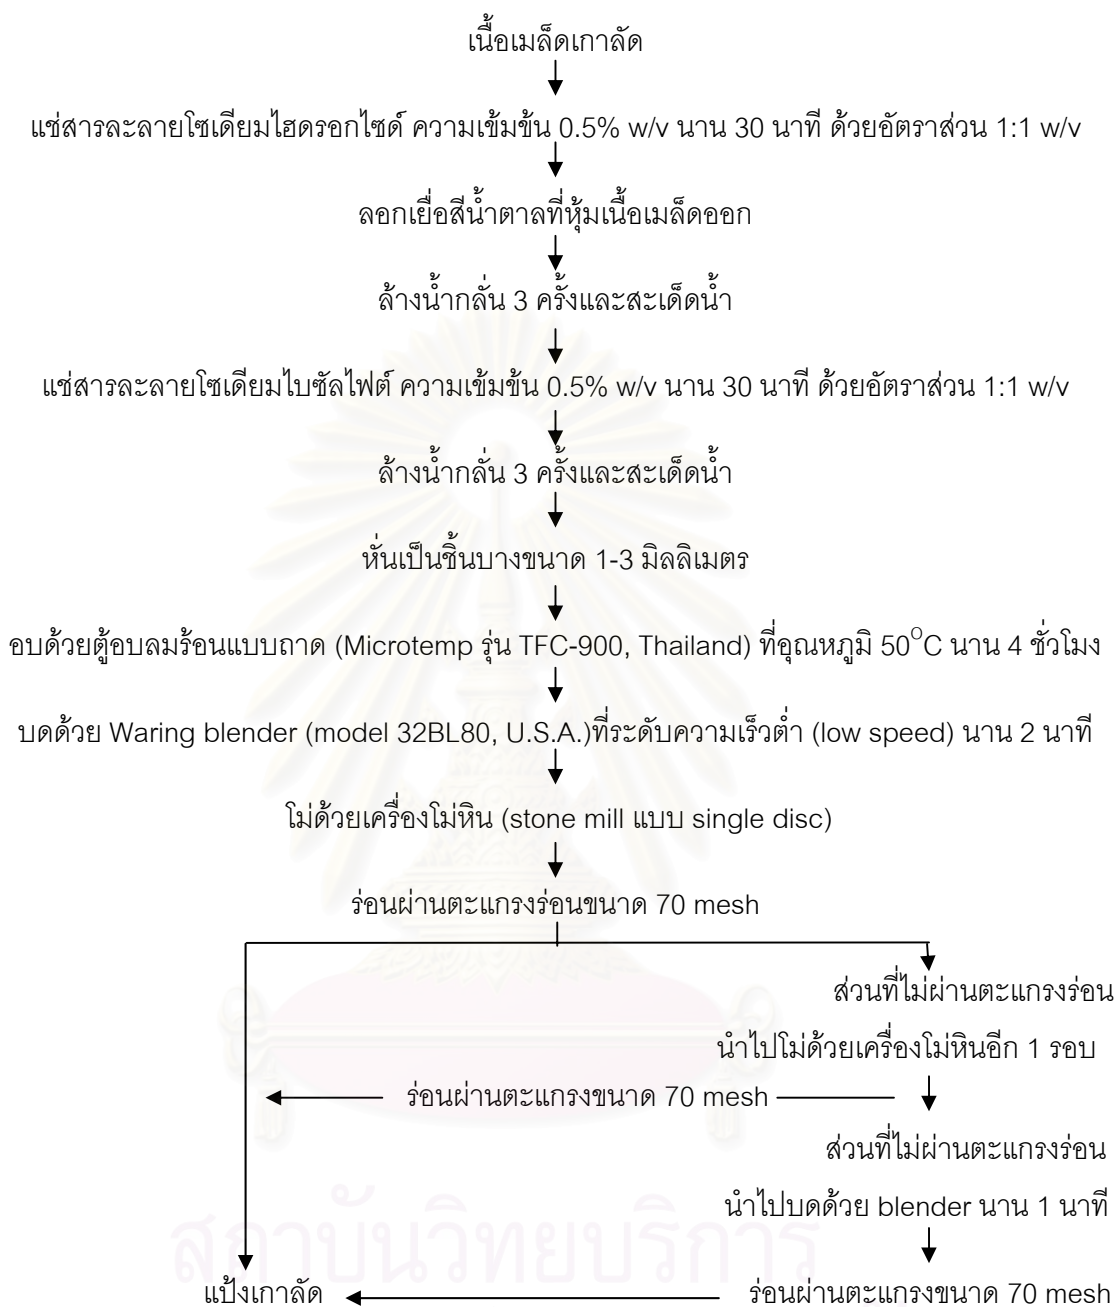 เนื้อเมล็ดเกาลัด
แช่สารละลายโซเดียมไฮดรอกไซด์ ความเข้มข้น 0.5% w/v นาน 30 นาที ด้วยอัตราส่วน 1:1 w/v
ลอกเยื่อสีน้ำตาลที่หุ้มเนื้อเมล็ดออก
ล้างน้ำกลั่น 3 ครั้งและสะเด็ดน้ำ
แช่สารละลายโซเดียมไบซัลไฟต์ ความเข้มข้น 0.5% w/v นาน 30 นาที ด้วยอัตราส่วน 1:1 w/v
ล้างน้ำกลั่น 3 ครั้งและสะเด็ดน้ำ
หั่นเป็นชิ้นบางขนาด 1-3 มิลลิเมตร
อบด้วยตู้อบลมร้อนแบบถาด (Microtemp รุ่น TFC-900, Thailand) ที่อุณหภูมิ 50°C นาน 4 ชั่วโมง
บดด้วย Waring blender (model 32BL80, U.S.A.)ที่ระดับความเร็วต่ำ (low speed) นาน 2 นาที
โม่ด้วยเครื่องโม่หิน (stone mill แบบ single disc)
ร่อนผ่านตะแกรงร่อนขนาด 70 mesh
ส่วนที่ไม่ผ่านตะแกรงร่อน
นำไปโม่ด้วยเครื่องโม่หินอีก 1 รอบ
ร่อนผ่านตะแกรงขนาด 70 mesh
ส่วนที่ไม่ผ่านตะแกรงร่อน
นำไปบดด้วย blender นาน 1 นาที
แป้งเกาลัด ร่อนผ่านตะแกรงขนาด 70 mesh
สถาบันวิทยบริการ